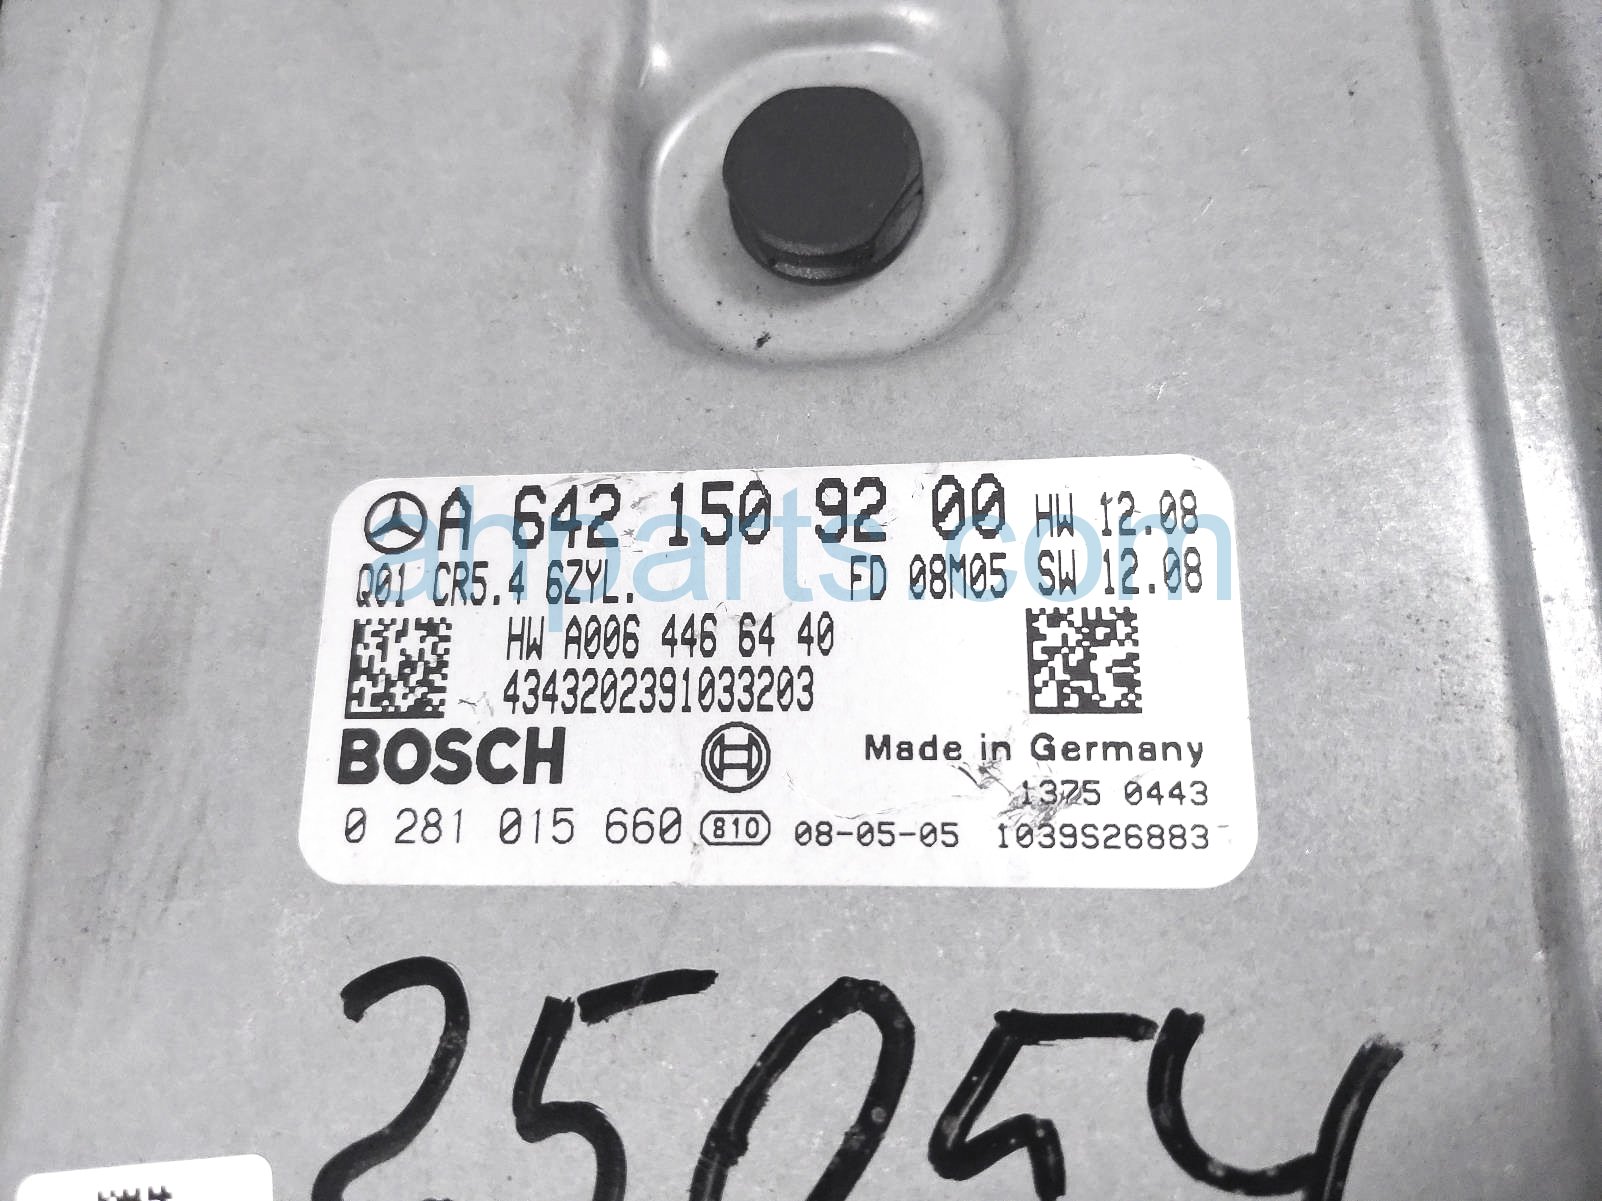 A 642 150 92 00 HW 12.08
Q01 CR5.4 6ZYL. FD 08M05 SW 12.08
HW A006 446 64 40
4343202391033203
BOSCH Made in Germany
1375 0443
0 281 015 660 810 08-05-05 1039S26883
ahparts.com
25054